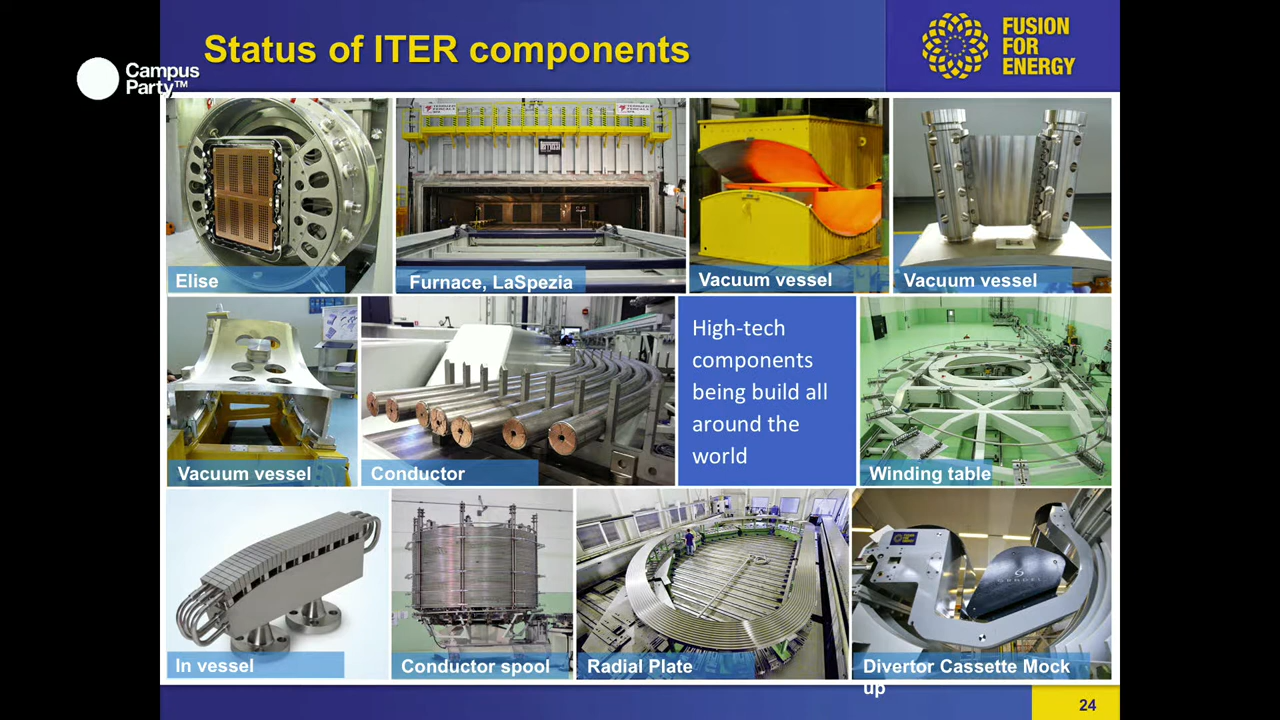 Status of ITER components
FUSION
FOR
ENERGY
Campus
Party™
Elise
Furnace, LaSpezia
Vacuum vessel
Vacuum vessel
Vacuum vessel
Conductor
High-tech
components
being build all
around the
world
Winding table
In vessel
Conductor spool
Radial Plate
Divertor Cassette Mock
up
24